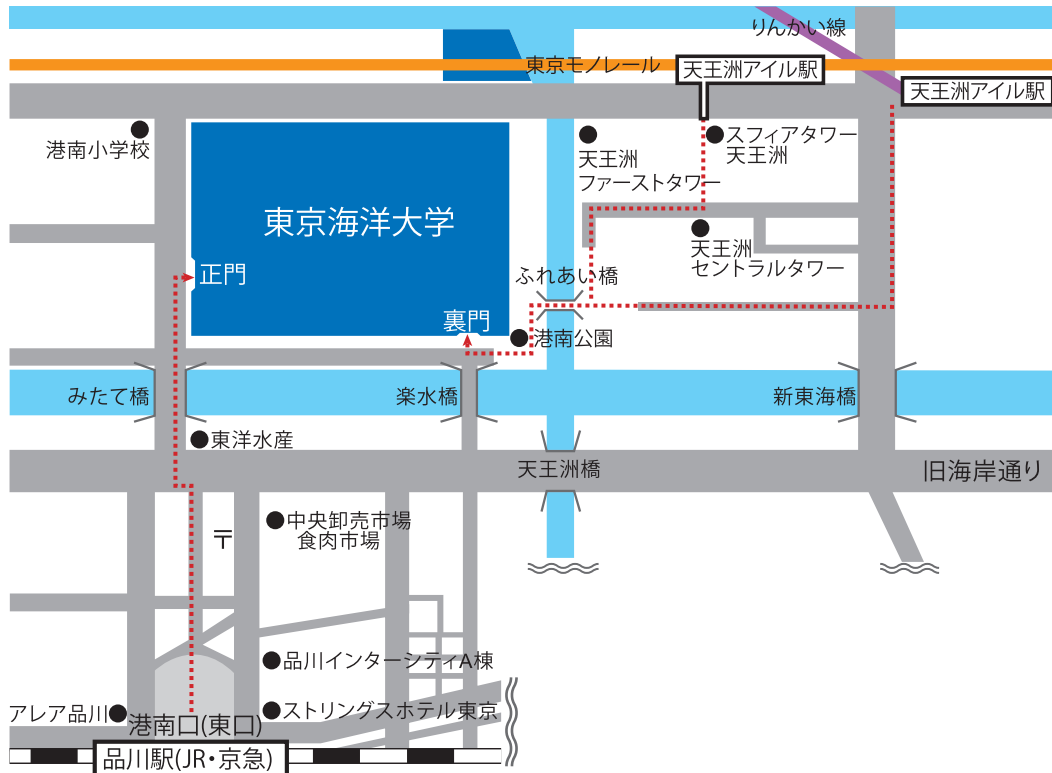 りんかい線
東京モノレール
天王洲アイル駅
天王洲アイル駅
港南小学校
天王洲
ファーストタワー
スフィアタワー
天王洲
東京海洋大学
天王洲
セントラルタワー
正門
ふれあい橋
裏門
港南公園
みたて橋
楽水橋
新東海橋
東洋水産
天王洲橋
旧海岸通り
〒
中央卸売市場
食肉市場
品川インターシティA棟
アレア品川
港南口(東口)
ストリングスホテル東京
品川駅(JR・京急)